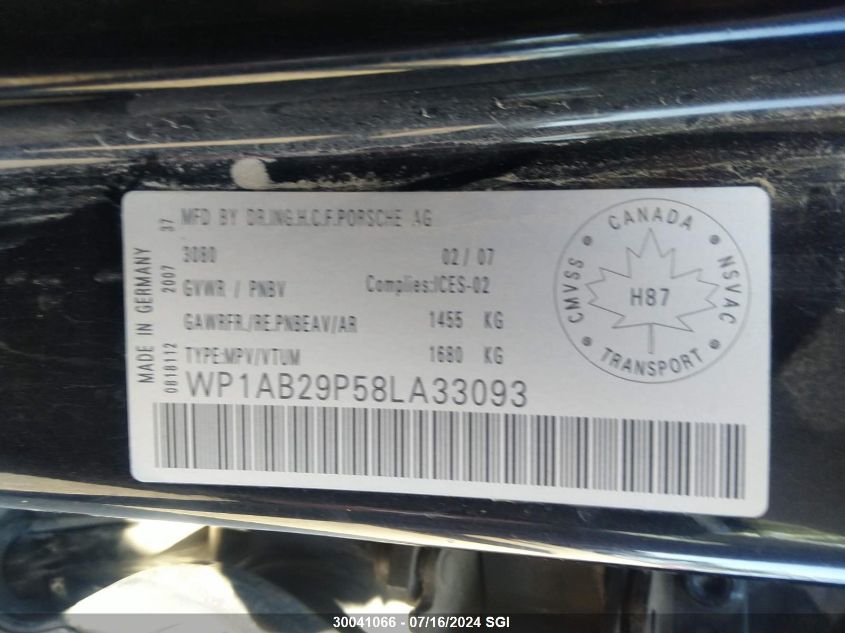 MFD BY DR.ING.H.C.F.PORSCHE AG
3080 02 / 07
GVWR / PNBV Complies:ICES-02
GAWRFR./RE.PNBEAV/AR 1455 KG
TYPE:MPV/VTUM 1680 KG
WP1AB29P58LA33093
MADE IN GERMANY
0818112 2007 37
CANADA
CMVSS NSVAC
H87
TRANSPORT
30041066 - 07/16/2024 SGI